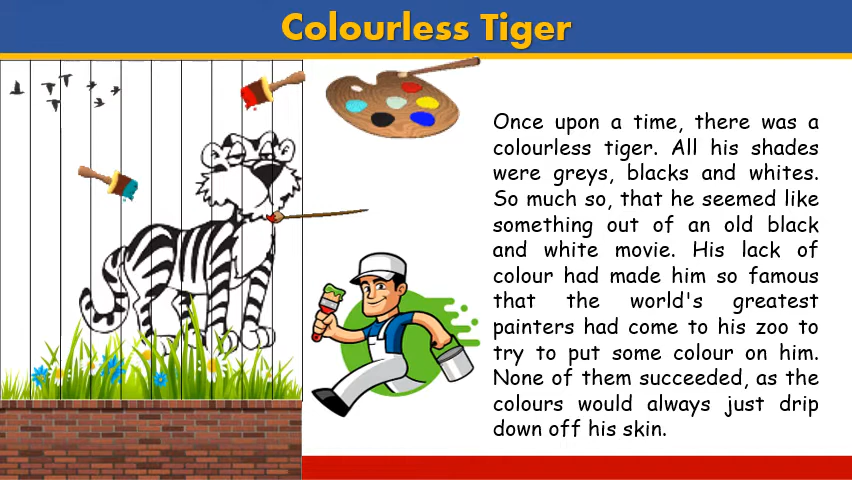 Colourless Tiger
Once upon a time, there was a
colourless tiger. All his shades
were greys, blacks and whites.
So much so, that he seemed like
something out of an old black
and white movie. His lack of
colour had made him so famous
that the world's greatest
painters had come to his zoo to
try to put some colour on him.
None of them succeeded, as the
colours would always just drip
down off his skin.